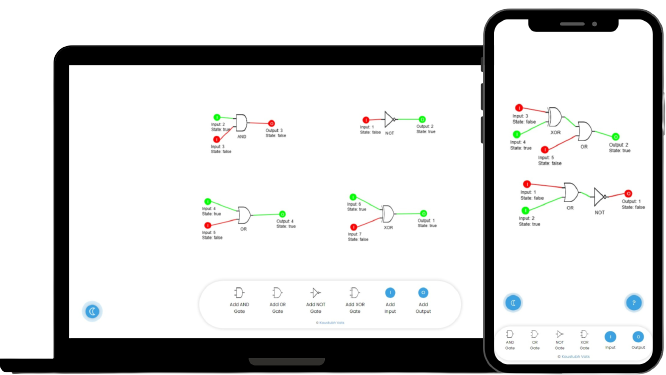 Input 2
State true
AND
Output 3
State: false
Input 3
State false
Input 1
State: false
NOT
Output 2
State: true
Input 4
State: true
OR
Output 4
State: true
Input 5
State: false
Input 6
State: true
XOR
Output 1
State: true
Input 7
State: false
Add AND
Gate
Add OR
Gate
Add NOT
Gate
Add XOR
Gate
Add
Input
Add
Output
Input 3
State: false
XOR
Input 4
State: true
OR
Output 2
State: true
Input 5
State: false
Input 1
State: false
OR
NOT
Output 1
State: false
Input 2
State: true
?
AND
Gate
OR
Gate
NOT
Gate
XOR
Gate
Input
Output